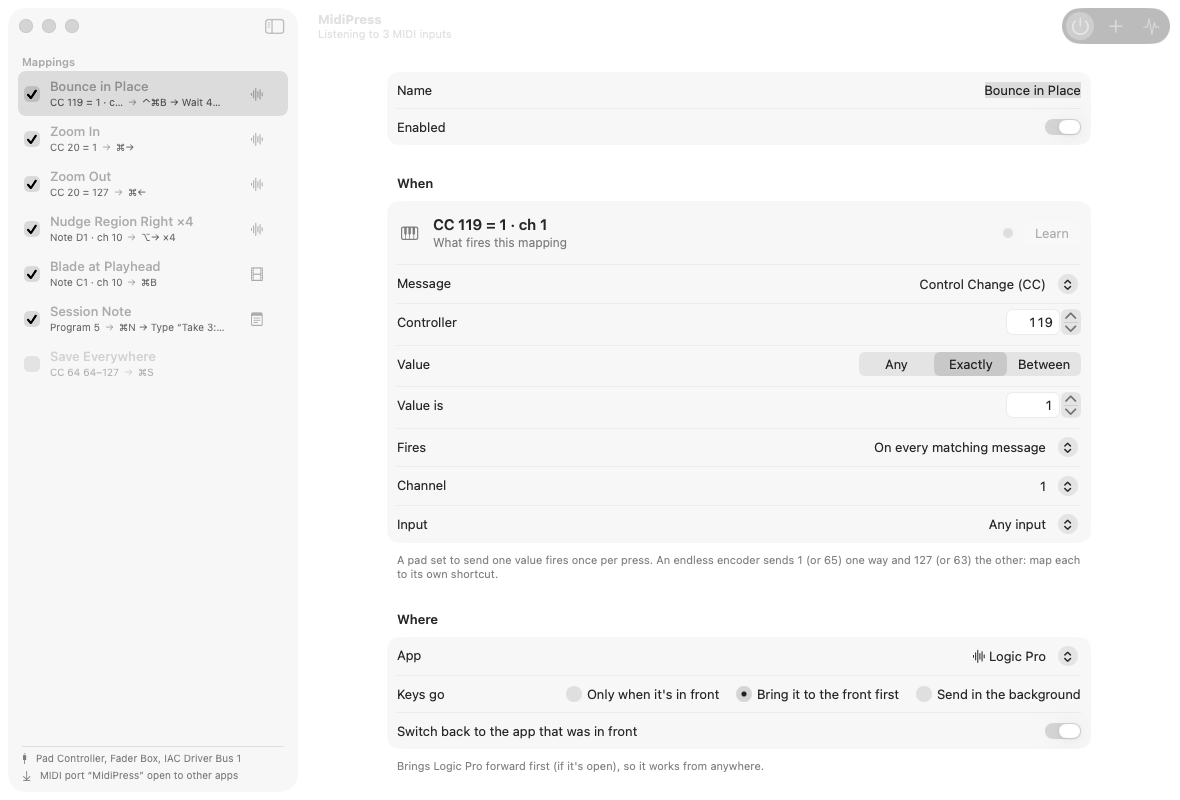 MidiPress
Listening to 3 MIDI inputs
Mappings
Bounce in Place
CC 119 = 1 · c... → ^⌘B → Wait 4...
Zoom In
CC 20 = 1 → ⌘→
Zoom Out
CC 20 = 127 → ⌘←
Nudge Region Right ×4
Note D1 · ch 10 → ⌥→ ×4
Blade at Playhead
Note C1 · ch 10 → ⌘B
Session Note
Program 5 → ⌘N → Type “Take 3:...
Save Everywhere
CC 64 64–127 → ⌘S
Pad Controller, Fader Box, IAC Driver Bus 1
MIDI port “MidiPress” open to other apps
Name Bounce in Place
Enabled
When
CC 119 = 1 · ch 1
What fires this mapping
Learn
Message Control Change (CC)
Controller 119
Value Any Exactly Between
Value is 1
Fires On every matching message
Channel 1
Input Any input
A pad set to send one value fires once per press. An endless encoder sends 1 (or 65) one way and 127 (or 63) the other: map each
to its own shortcut.
Where
App Logic Pro
Keys go Only when it's in front Bring it to the front first Send in the background
Switch back to the app that was in front
Brings Logic Pro forward first (if it's open), so it works from anywhere.